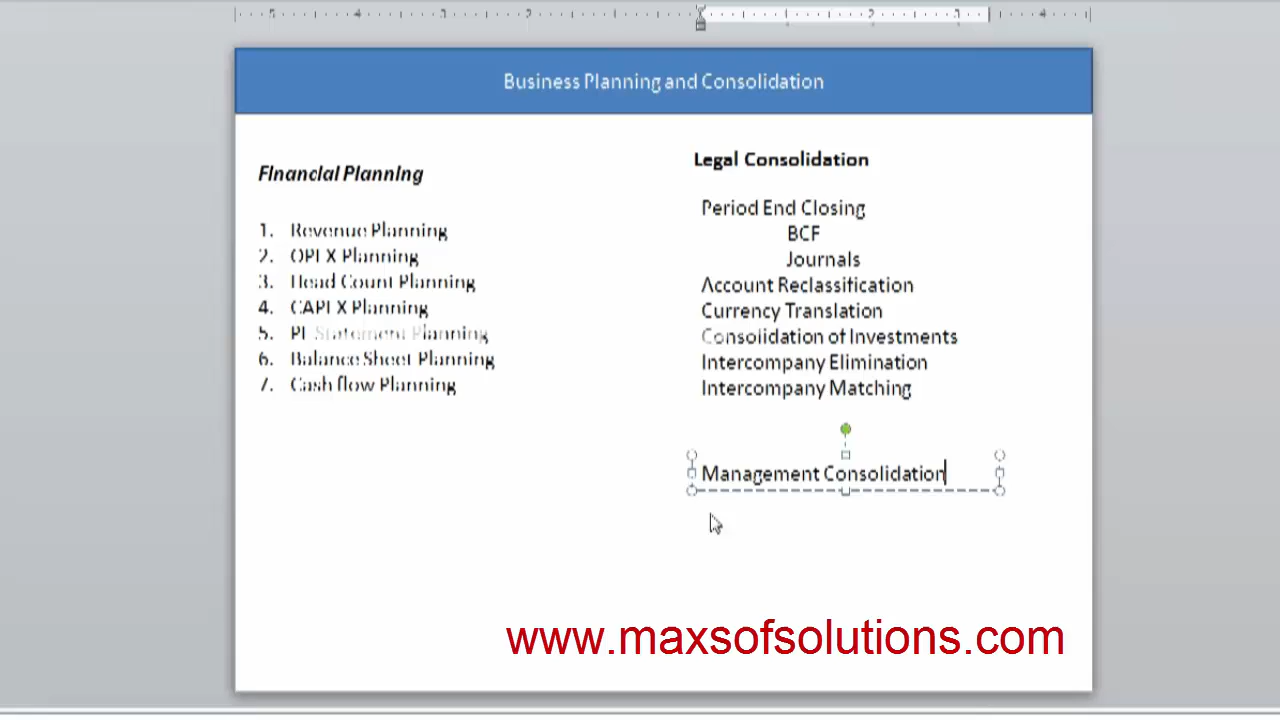 Business Planning and Consolidation
Financial Planning
1. Revenue Planning
2. OPEX Planning
3. Head Count Planning
4. CAPEX Planning
5. PL Statement Planning
6. Balance Sheet Planning
7. Cash flow Planning
Legal Consolidation
Period End Closing
BCF
Journals
Account Reclassification
Currency Translation
Consolidation of Investments
Intercompany Elimination
Intercompany Matching
Management Consolidation
www.maxsofsolutions.com